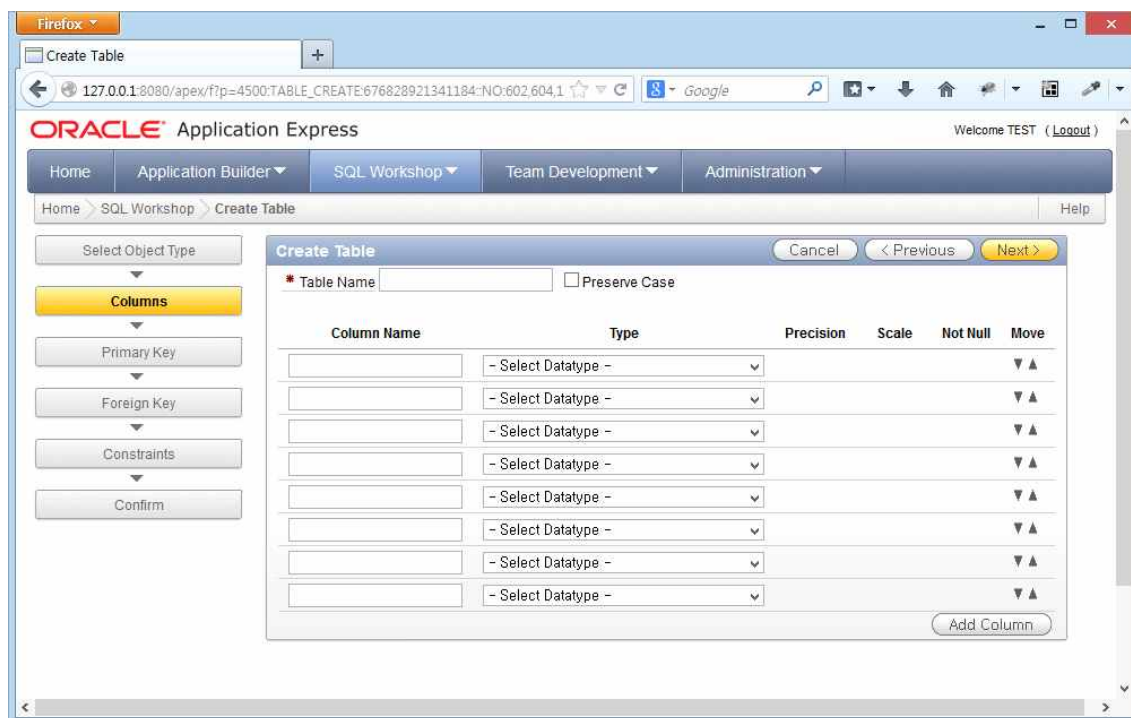 Firefox
Create Table
+
127.0.0.1:8080/apex/f?p=4500:TABLE_CREATE:676828921341184::NO:602,604,1
8 Google
ORACLE Application Express
Welcome TEST ( Logout )
Home Application Builder SQL Workshop Team Development Administration
Home SQL Workshop Create Table Help
Select Object Type
Columns
Primary Key
Foreign Key
Constraints
Confirm
Create Table Cancel < Previous Next >
* Table Name Preserve Case
Column Name Type Precision Scale Not Null Move
- Select Datatype -
- Select Datatype -
- Select Datatype -
- Select Datatype -
- Select Datatype -
- Select Datatype -
- Select Datatype -
- Select Datatype -
Add Column